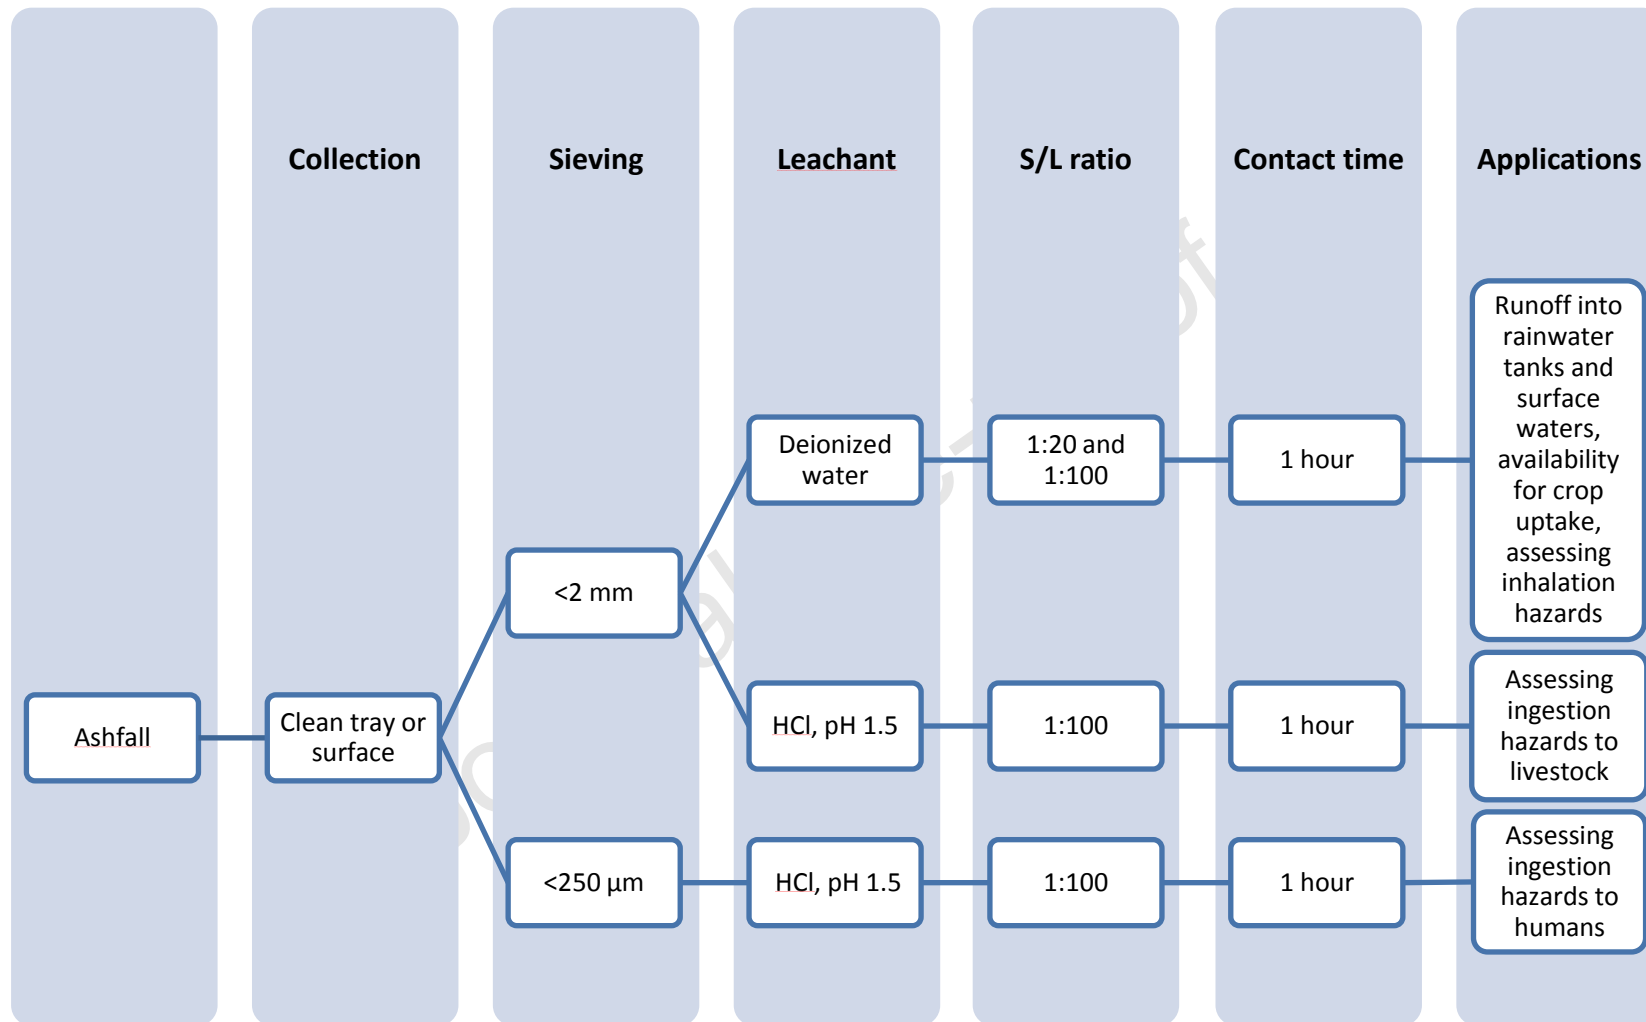 Collection
Sieving
Leachant
S/L ratio
Contact time
Applications
Ashfall
Clean tray or
surface
<2 mm
<250 µm
Deionized
water
1:20 and
1:100
1 hour
Runoff into
rainwater
tanks and
surface
waters,
availability
for crop
uptake,
assessing
inhalation
hazards
HCl, pH 1.5
1:100
1 hour
Assessing
ingestion
hazards to
livestock
HCl, pH 1.5
1:100
1 hour
Assessing
ingestion
hazards to
humans